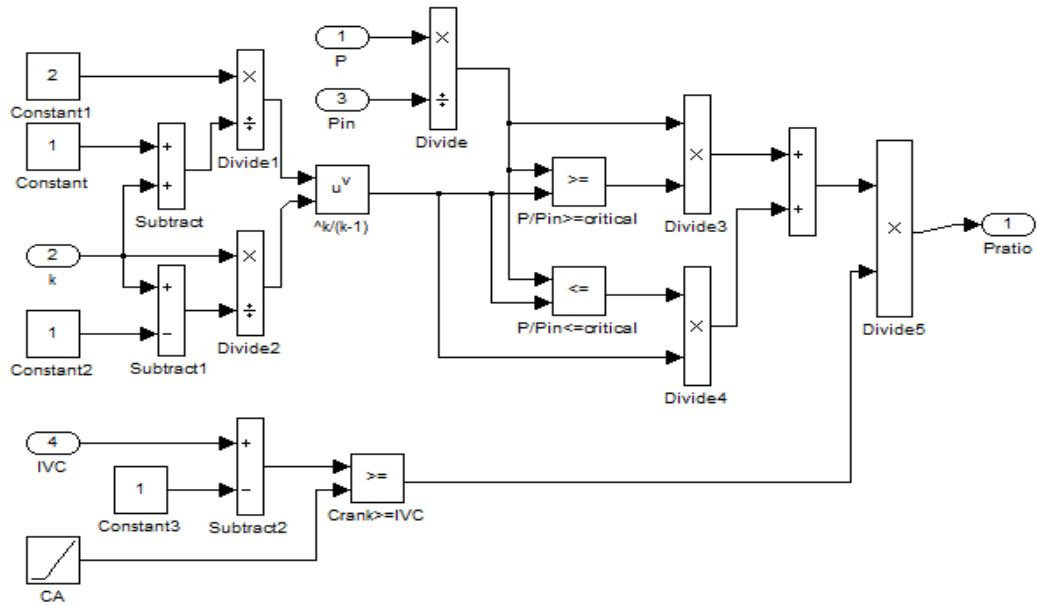 2
Constant1
1
Constant
2
k
1
Constant2
4
IVC
1
Constant3
CA
+
+
Subtract
+
−
Subtract1
×
÷
Divide1
×
÷
Divide2
+
−
Subtract2
1
P
3
Pin
×
÷
Divide
u^v
^k/(k-1)
>=
P/Pin>=critical
<=
P/Pin<=critical
>=
Crank>=IVC
×
Divide3
×
Divide4
+
+
×
Divide5
1
Pratio